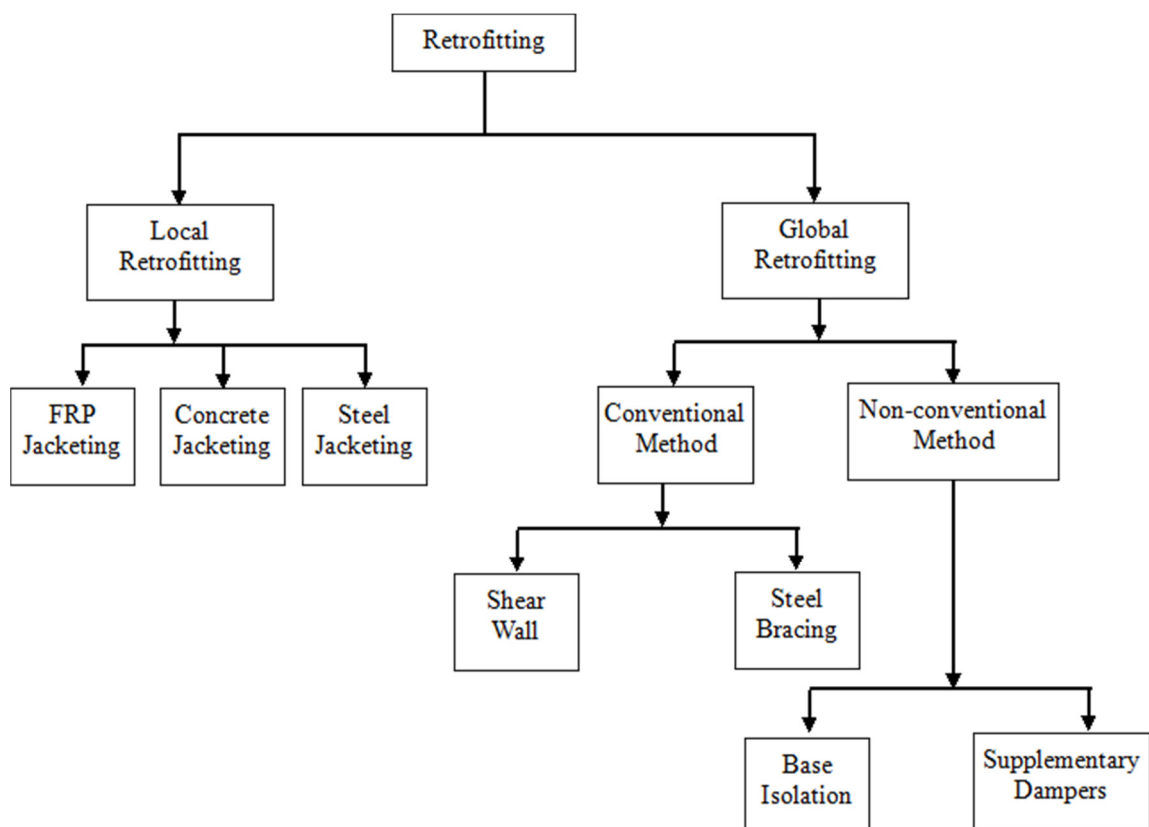 Retrofitting
Local
Retrofitting
Global
Retrofitting
FRP
Jacketing
Concrete
Jacketing
Steel
Jacketing
Conventional
Method
Non-conventional
Method
Shear
Wall
Steel
Bracing
Base
Isolation
Supplementary
Dampers